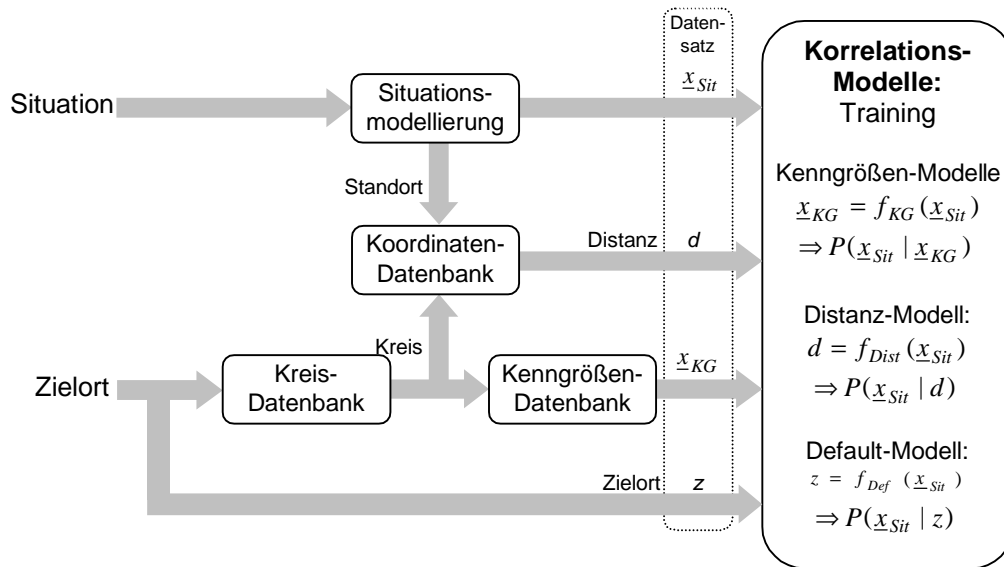 Daten-
satz
Situation
Situations-
modellierung
x_Sit
Standort
Koordinaten-
Datenbank
Distanz d
Kreis
Zielort
Kreis-
Datenbank
Kenngrößen-
Datenbank
x_KG
Zielort z
Korrelations-
Modelle:
Training
Kenngrößen-Modelle
x_KG = f_KG (x_Sit)
⇒ P(x_Sit | x_KG)
Distanz-Modell:
d = f_Dist (x_Sit)
⇒ P(x_Sit | d)
Default-Modell:
z = f_Def (x_Sit)
⇒ P(x_Sit | z)